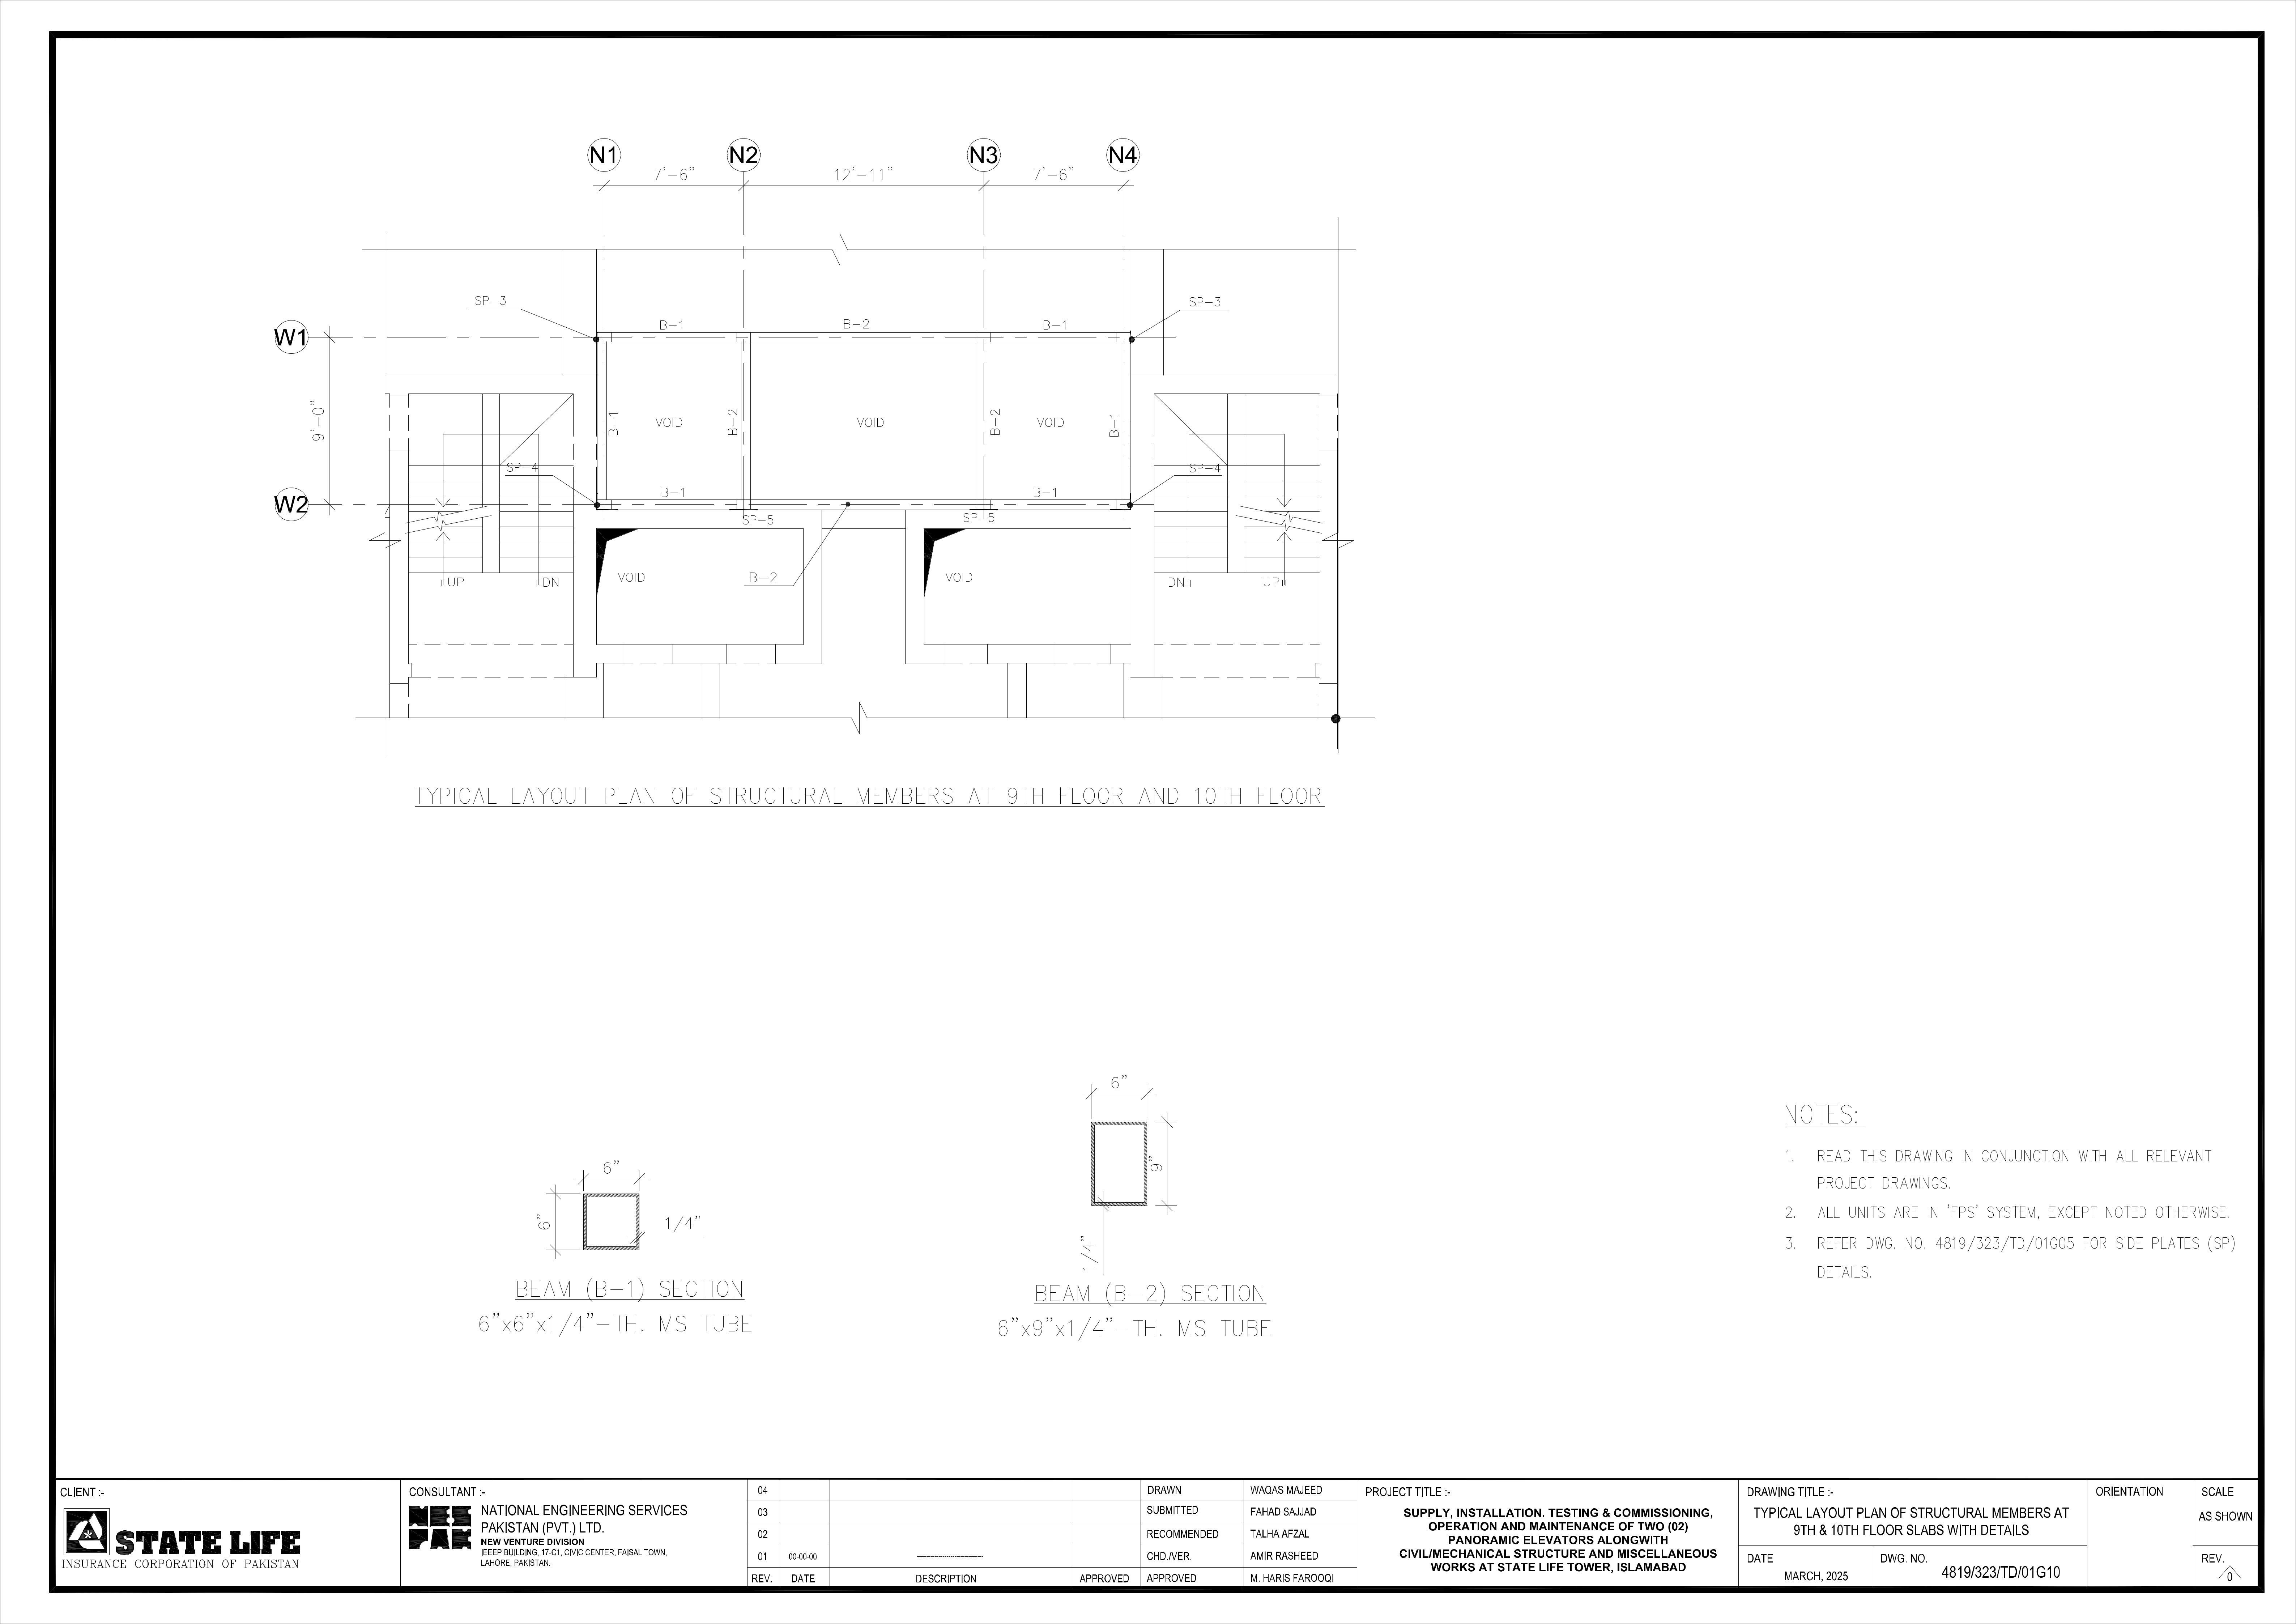 N1 N2 N3 N4
7'-6" 12'-11" 7'-6"
SP-3 SP-3
B-1 B-2 B-1
W1
9'-0"
B-1 VOID B-2 VOID B-2 VOID B-1
SP-4 SP-4
B-1 B-1
W2
SP-5 SP-5
UP DN VOID B-2 VOID DN UP
TYPICAL LAYOUT PLAN OF STRUCTURAL MEMBERS AT 9TH FLOOR AND 10TH FLOOR
6"
6"
1/4"
BEAM (B-1) SECTION
6"x6"x1/4"-TH. MS TUBE
6"
9"
1/4"
BEAM (B-2) SECTION
6"x9"x1/4"-TH. MS TUBE
NOTES:
1. READ THIS DRAWING IN CONJUNCTION WITH ALL RELEVANT
PROJECT DRAWINGS.
2. ALL UNITS ARE IN 'FPS' SYSTEM, EXCEPT NOTED OTHERWISE.
3. REFER DWG. NO. 4819/323/TD/01G05 FOR SIDE PLATES (SP)
DETAILS.
CLIENT :-
STATE LIFE
INSURANCE CORPORATION OF PAKISTAN
CONSULTANT :-
NES
PAK
NATIONAL ENGINEERING SERVICES
PAKISTAN (PVT.) LTD.
NEW VENTURE DIVISION
IEEEP BUILDING, 17-C1, CIVIC CENTER, FAISAL TOWN,
LAHORE, PAKISTAN.
04
03
02
01 00-00-00 ------------------------------
REV. DATE DESCRIPTION APPROVED
DRAWN WAQAS MAJEED
SUBMITTED FAHAD SAJJAD
RECOMMENDED TALHA AFZAL
CHD./VER. AMIR RASHEED
APPROVED M. HARIS FAROOQI
PROJECT TITLE :-
SUPPLY, INSTALLATION. TESTING & COMMISSIONING,
OPERATION AND MAINTENANCE OF TWO (02)
PANORAMIC ELEVATORS ALONGWITH
CIVIL/MECHANICAL STRUCTURE AND MISCELLANEOUS
WORKS AT STATE LIFE TOWER, ISLAMABAD
DRAWING TITLE :-
TYPICAL LAYOUT PLAN OF STRUCTURAL MEMBERS AT
9TH & 10TH FLOOR SLABS WITH DETAILS
DATE
MARCH, 2025
DWG. NO.
4819/323/TD/01G10
ORIENTATION
SCALE
AS SHOWN
REV.
0